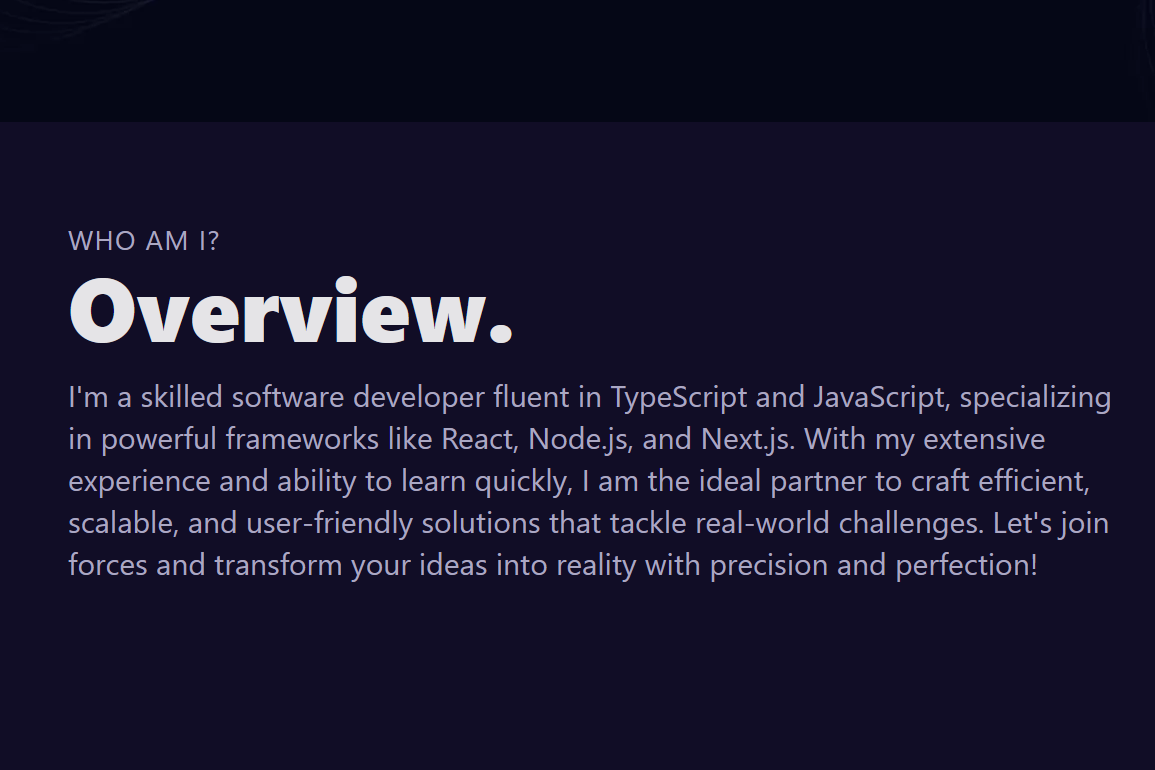 WHO AM I?
Overview.
I'm a skilled software developer fluent in TypeScript and JavaScript, specializing
in powerful frameworks like React, Node.js, and Next.js. With my extensive
experience and ability to learn quickly, I am the ideal partner to craft efficient,
scalable, and user-friendly solutions that tackle real-world challenges. Let's join
forces and transform your ideas into reality with precision and perfection!